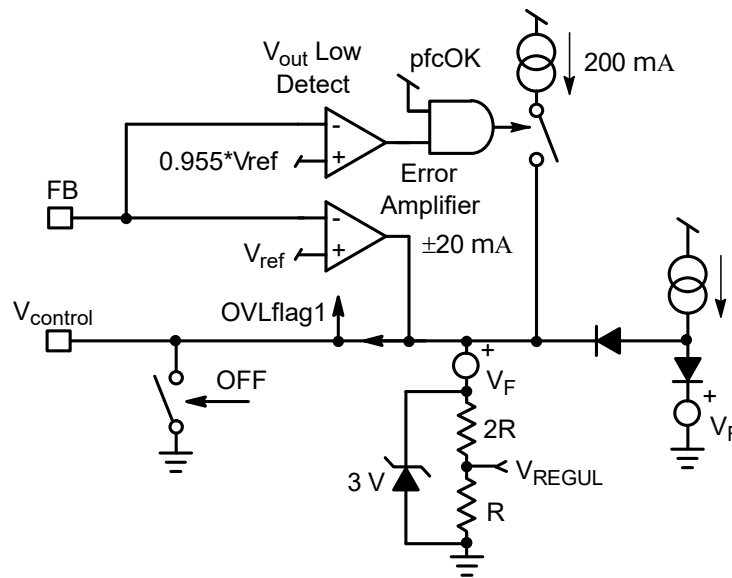 V_out Low
Detect
pfcOK
200 mA
-
+
0.955*Vref
FB
Error
Amplifier
-
+
V_ref
±20 mA
V_control
OVLflag1
OFF
+
V_F
+
V_F
2R
3 V
V_REGUL
R